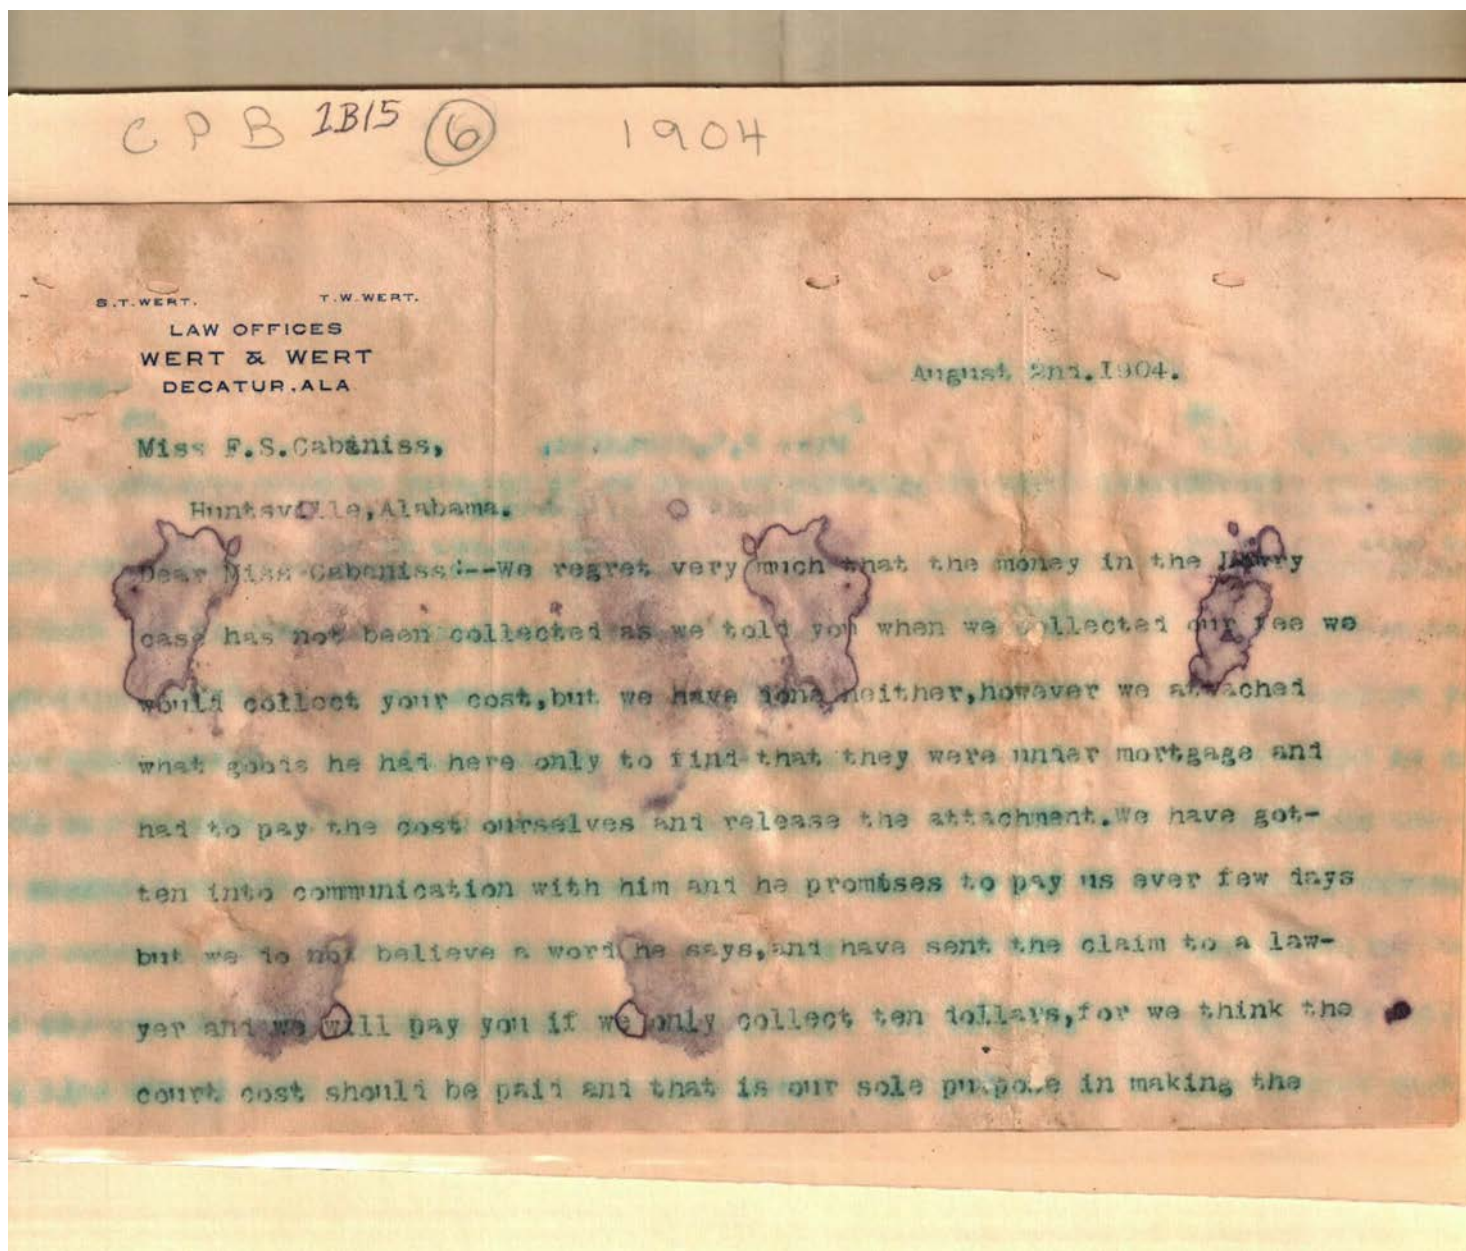 CPB 1B15 6 1904
S.T.WERT. T.W.WERT.
LAW OFFICES
WERT & WERT
DECATUR.ALA
August 2nd.1904.
Miss F.S.Cabaniss,
Huntsville,Alabama.
Dear Miss Cabaniss:--We regret very much that the money in the
case has not been collected as we told you when we collected our fee we
would collect your cost,but we have done neither,however we attached
what goods he had here only to find that they were under mortgage and
had to pay the cost ourselves and release the attachment.We have got-
ten into communication with him and he promises to pay us ever few days
but we do not believe a word he says,and have sent the claim to a law-
yer and we will pay you if we only collect ten dollars,for we think the
court cost should be paid and that is our sole purpose in making the